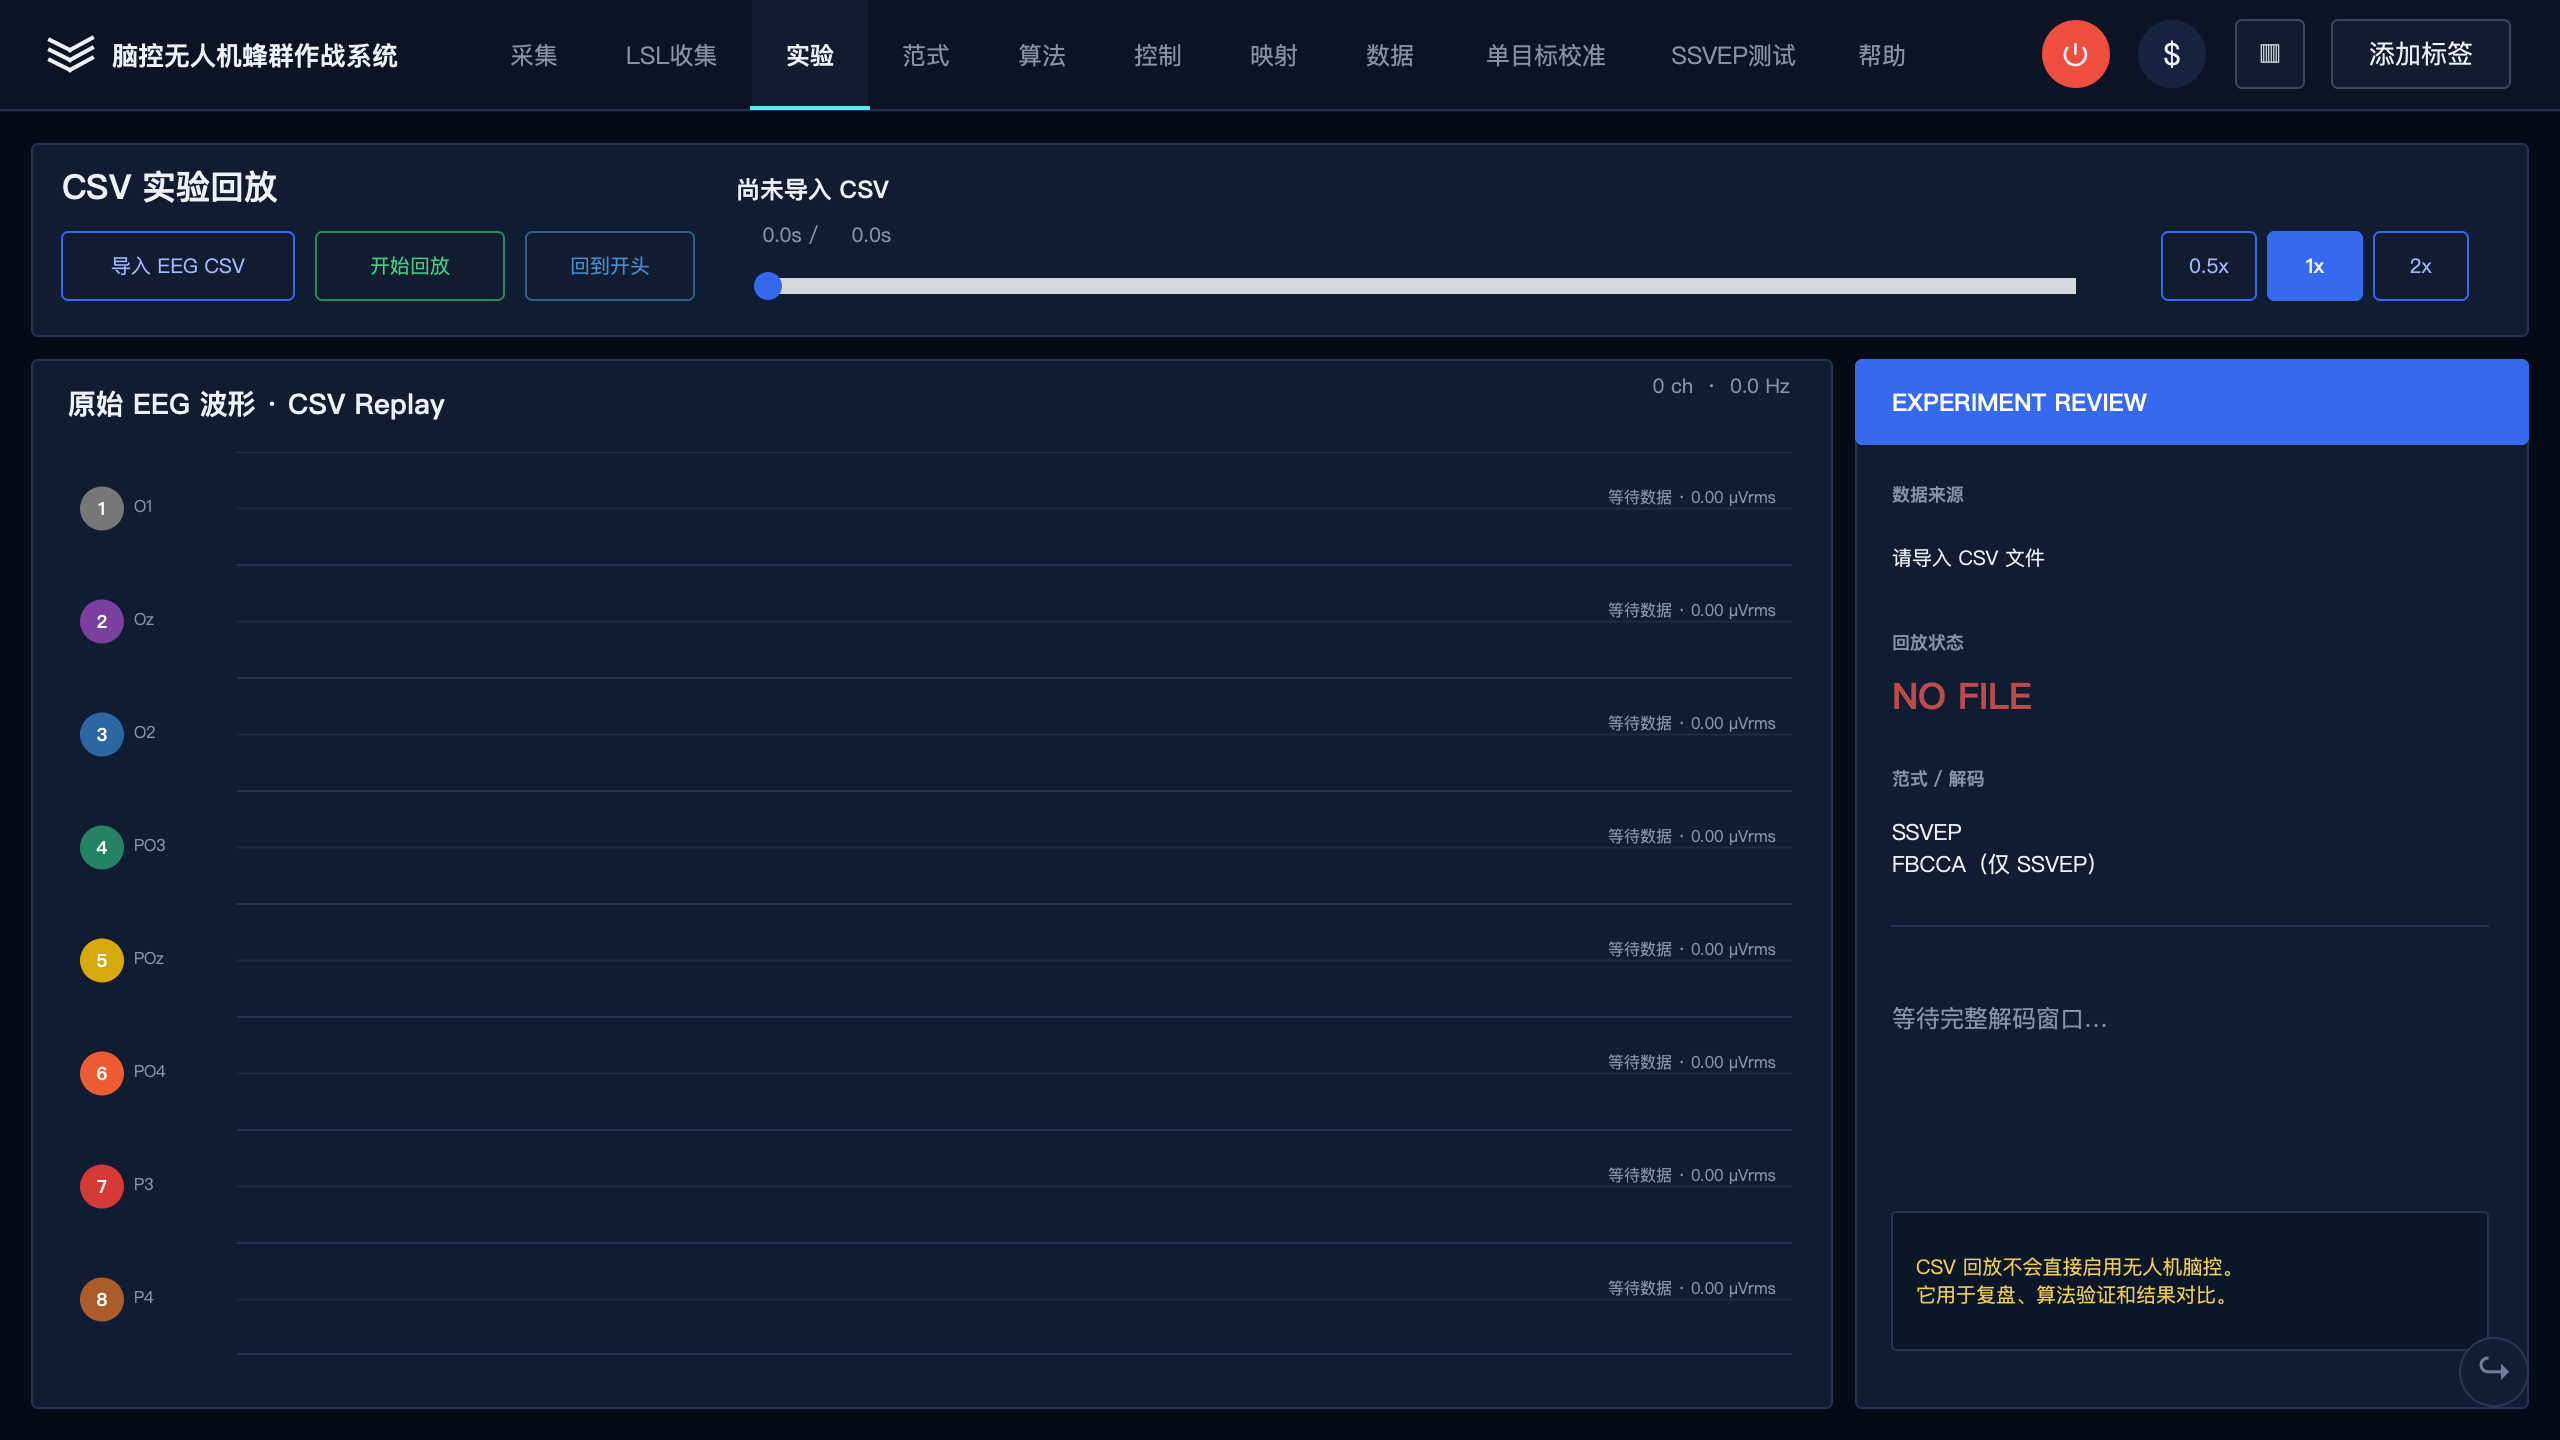 脑控无人机蜂群作战系统
采集
LSL收集
实验
范式
算法
控制
映射
数据
单目标校准
SSVEP测试
帮助
$
添加标签
CSV 实验回放
导入 EEG CSV
开始回放
回到开头
尚未导入 CSV
0.0s / 0.0s
0.5x
1x
2x
原始 EEG 波形 · CSV Replay
0 ch · 0.0 Hz
1 O1 等待数据 · 0.00 μVrms
2 Oz 等待数据 · 0.00 μVrms
3 O2 等待数据 · 0.00 μVrms
4 PO3 等待数据 · 0.00 μVrms
5 POz 等待数据 · 0.00 μVrms
6 PO4 等待数据 · 0.00 μVrms
7 P3 等待数据 · 0.00 μVrms
8 P4 等待数据 · 0.00 μVrms
EXPERIMENT REVIEW
数据来源
请导入 CSV 文件
回放状态
NO FILE
范式 / 解码
SSVEP
FBCCA（仅 SSVEP）
等待完整解码窗口...
CSV 回放不会直接启用无人机脑控。
它用于复盘、算法验证和结果对比。